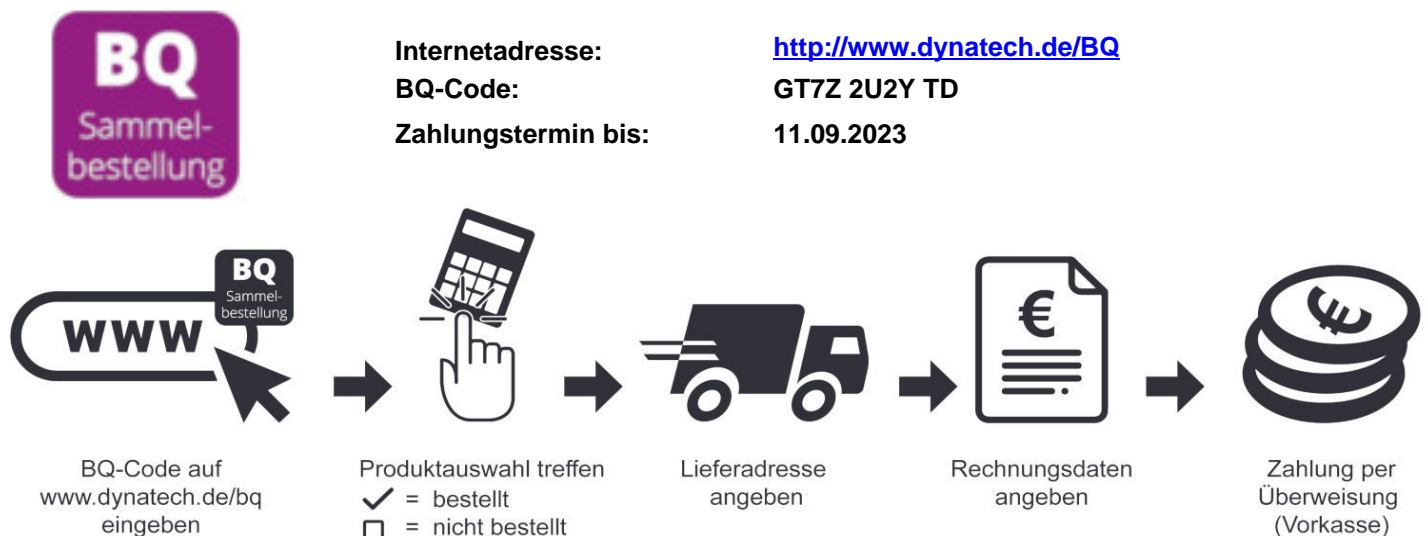 BQ
Sammel-
bestellung
Internetadresse: http://www.dynatech.de/BQ
BQ-Code: GT7Z 2U2Y TD
Zahlungstermin bis: 11.09.2023
BQ
Sammel-
bestellung
WWW
€
€
BQ-Code auf
www.dynatech.de/bq
eingeben
Produktauswahl treffen
✓ = bestellt
☐ = nicht bestellt
Lieferadresse
angeben
Rechnungsdaten
angeben
Zahlung per
Überweisung
(Vorkasse)